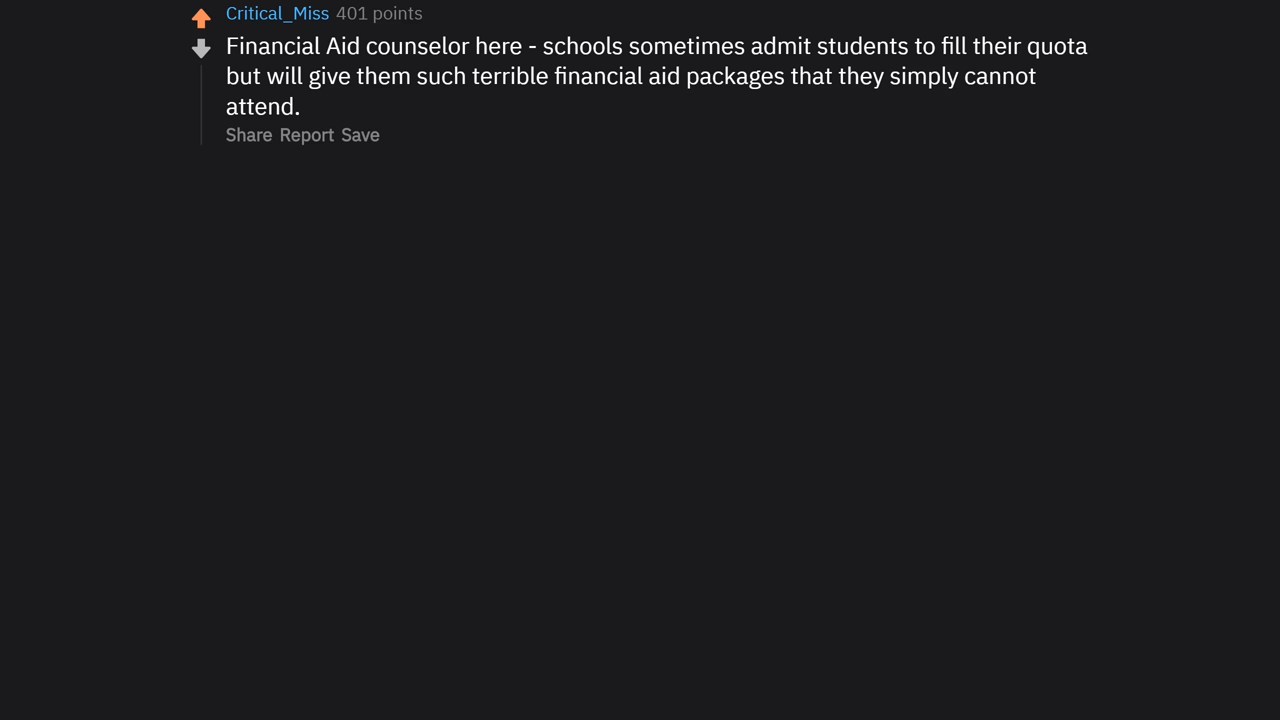 Critical_Miss 401 points
Financial Aid counselor here - schools sometimes admit students to fill their quota
but will give them such terrible financial aid packages that they simply cannot
attend.
Share Report Save